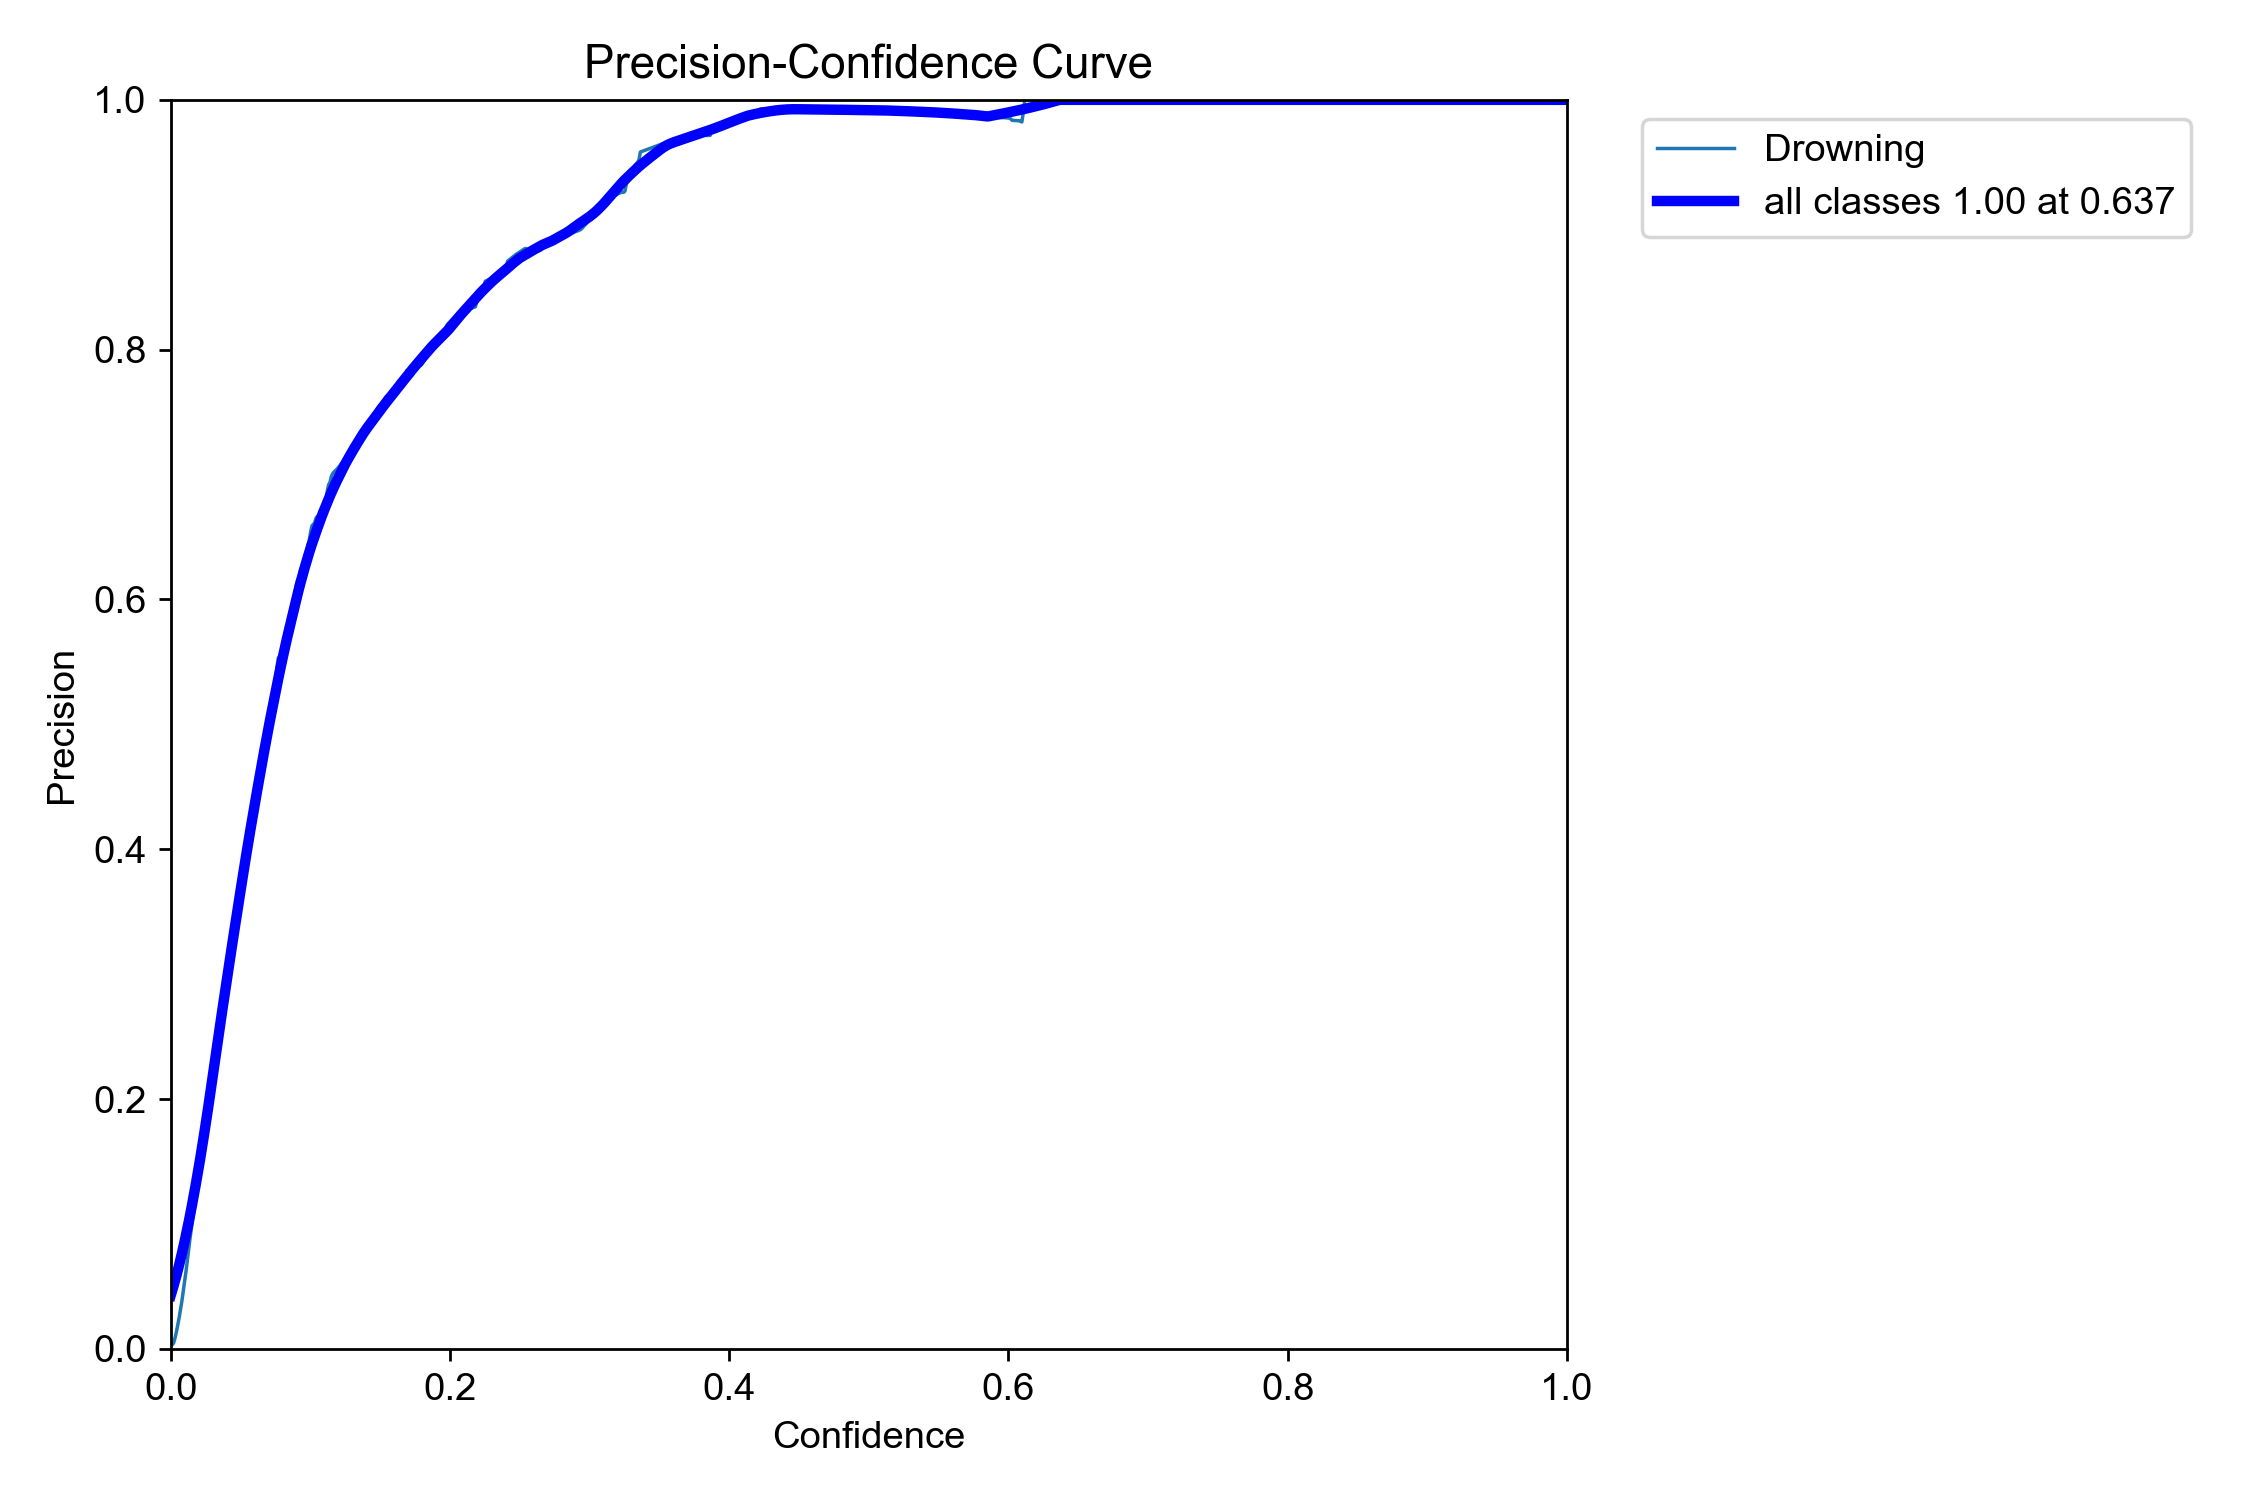 Precision-Confidence Curve
1.0
0.8
0.6
0.4
0.2
0.0
Precision
0.0 0.2 0.4 0.6 0.8 1.0
Confidence
Drowning
all classes 1.00 at 0.637